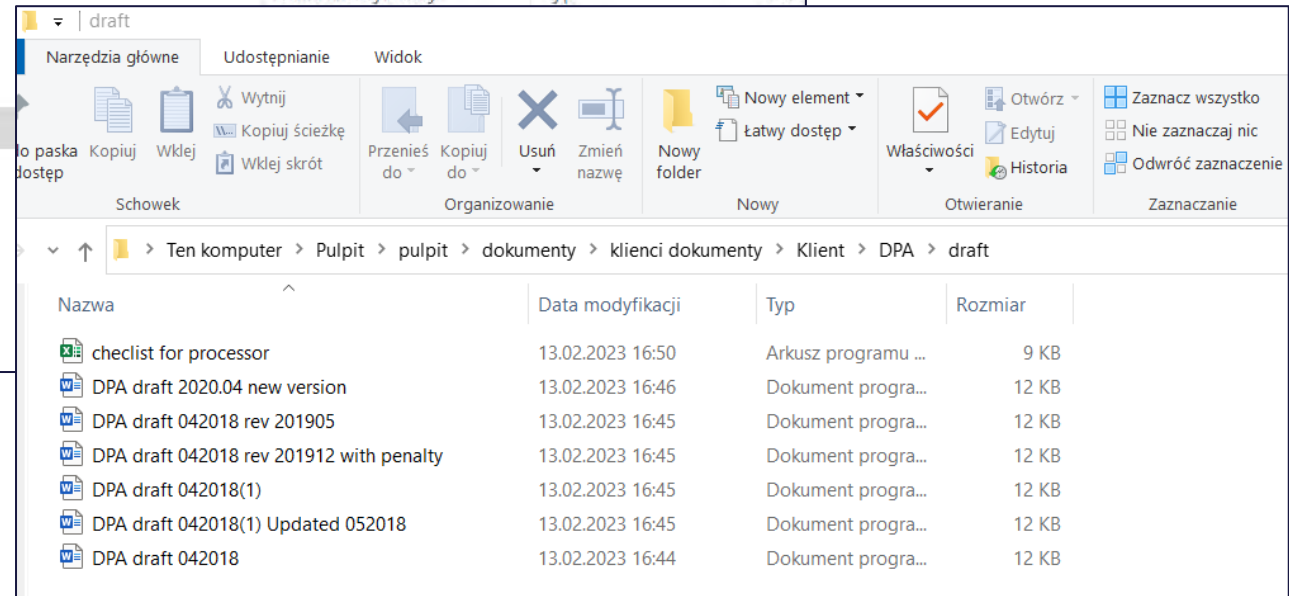 draft
Narzędzia główne Udostępnianie Widok
Kopiuj Wklej Wytnij
Kopiuj ścieżkę
Wklej skrót
Przenieś do Kopiuj do Usuń Zmień nazwę
Nowy folder Nowy element
Łatwy dostęp
Właściwości Otwórz
Edytuj
Historia
Zaznacz wszystko
Nie zaznaczaj nic
Odwróć zaznaczenie
do paska
dostęp
Schowek Organizowanie Nowy Otwieranie Zaznaczanie
> Ten komputer > Pulpit > pulpit > dokumenty > klienci dokumenty > Klient > DPA > draft
Nazwa Data modyfikacji Typ Rozmiar
checlist for processor 13.02.2023 16:50 Arkusz programu ... 9 KB
DPA draft 2020.04 new version 13.02.2023 16:46 Dokument progra... 12 KB
DPA draft 042018 rev 201905 13.02.2023 16:45 Dokument progra... 12 KB
DPA draft 042018 rev 201912 with penalty 13.02.2023 16:45 Dokument progra... 12 KB
DPA draft 042018(1) 13.02.2023 16:45 Dokument progra... 12 KB
DPA draft 042018(1) Updated 052018 13.02.2023 16:45 Dokument progra... 12 KB
DPA draft 042018 13.02.2023 16:44 Dokument progra... 12 KB